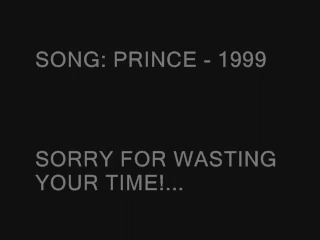 SONG: PRINCE - 1999
SORRY FOR WASTING
YOUR TIME!...